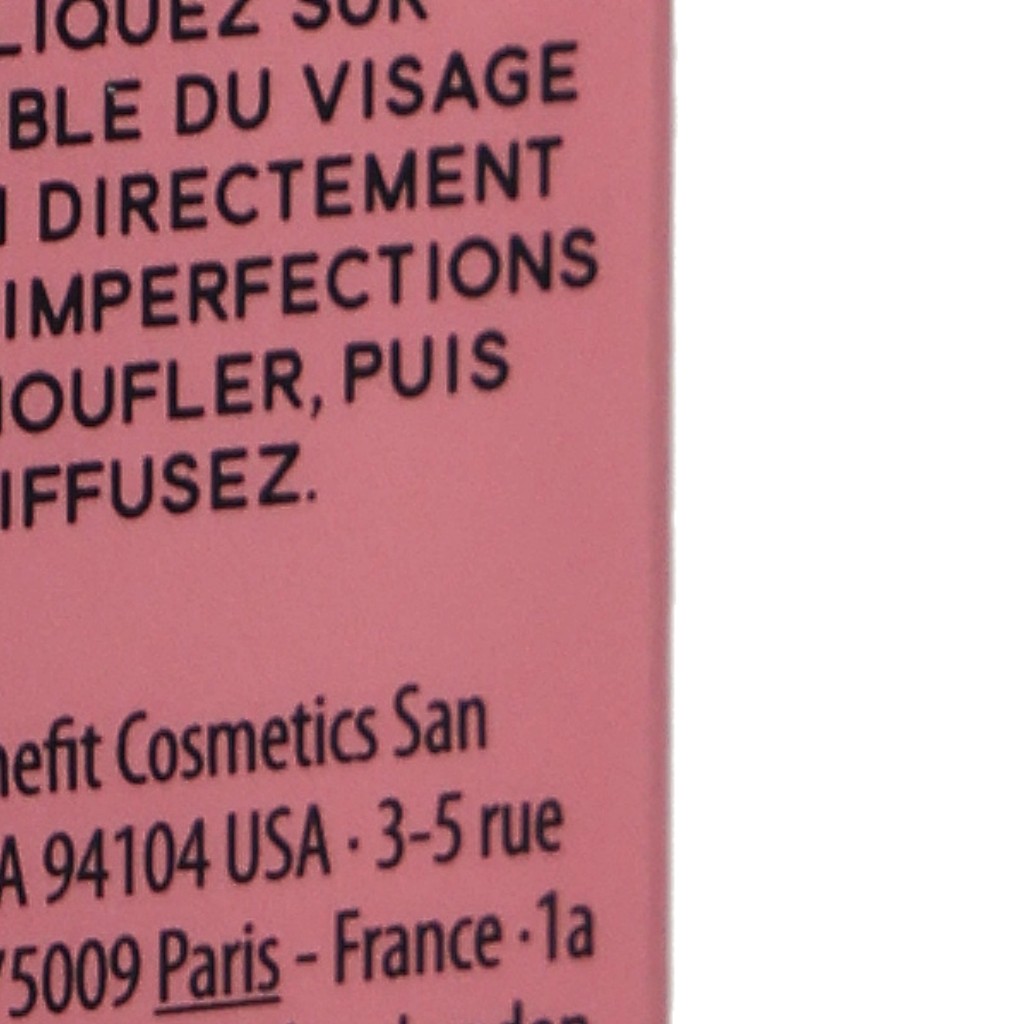 LIQUEZ SUR
BLE DU VISAGE
DIRECTEMENT
IMPERFECTIONS
OUFLER, PUIS
IFFUSEZ.
nefit Cosmetics San
A 94104 USA · 3-5 rue
75009 Paris - France · 1a